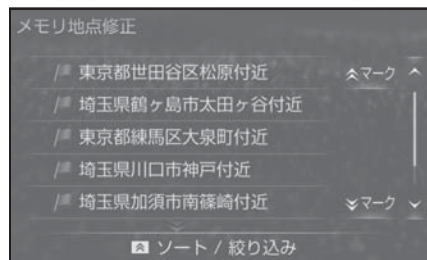 メモリ地点修正
東京都世田谷区松原付近
マーク
埼玉県鶴ヶ島市太田ヶ谷付近
東京都練馬区大泉町付近
埼玉県川口市神戸付近
埼玉県加須市南篠崎付近
マーク
ソート / 絞り込み